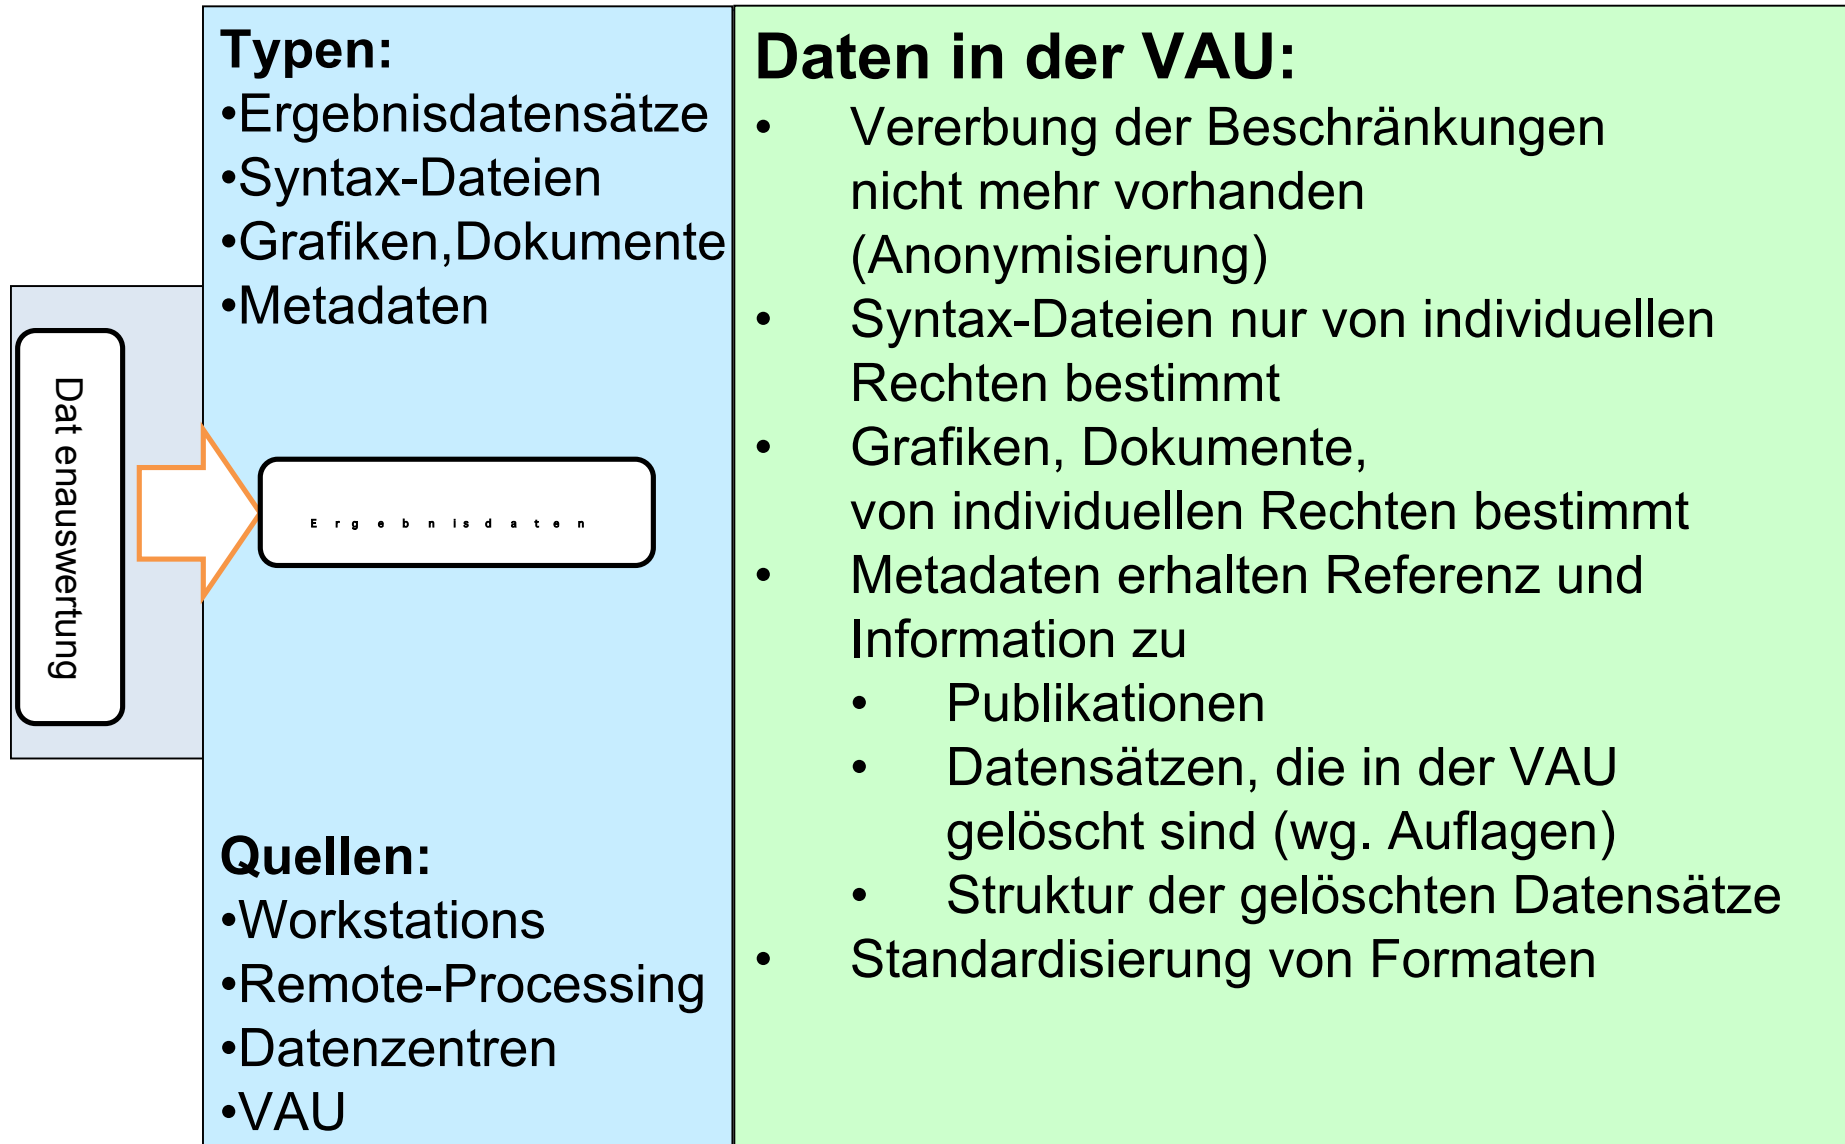 Dat enauswertung
Typen:
•Ergebnisdatensätze
•Syntax-Dateien
•Grafiken,Dokumente
•Metadaten
Ergebnisdaten
Quellen:
•Workstations
•Remote-Processing
•Datenzentren
•VAU
Daten in der VAU:
• Vererbung der Beschränkungen
nicht mehr vorhanden
(Anonymisierung)
• Syntax-Dateien nur von individuellen
Rechten bestimmt
• Grafiken, Dokumente,
von individuellen Rechten bestimmt
• Metadaten erhalten Referenz und
Information zu
• Publikationen
• Datensätzen, die in der VAU
gelöscht sind (wg. Auflagen)
• Struktur der gelöschten Datensätze
• Standardisierung von Formaten